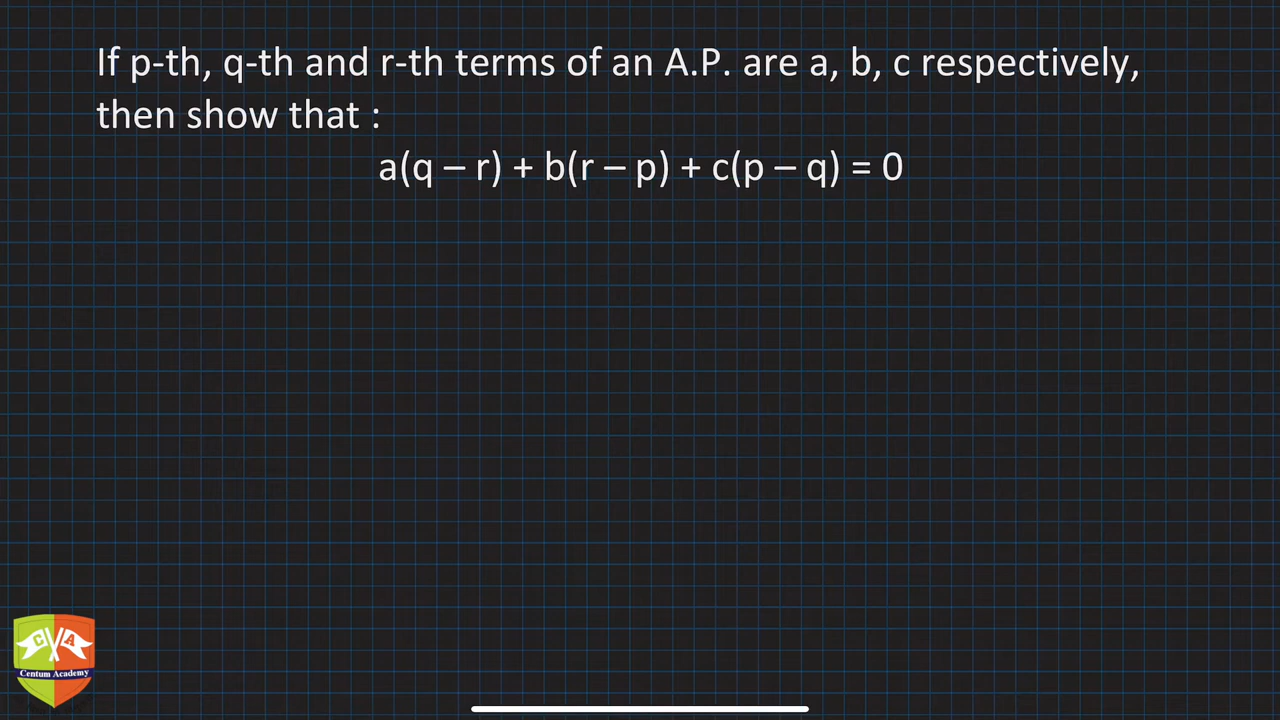 If p-th, q-th and r-th terms of an A.P. are a, b, c respectively,
then show that :
a(q – r) + b(r – p) + c(p – q) = 0
C A
Centum Academy